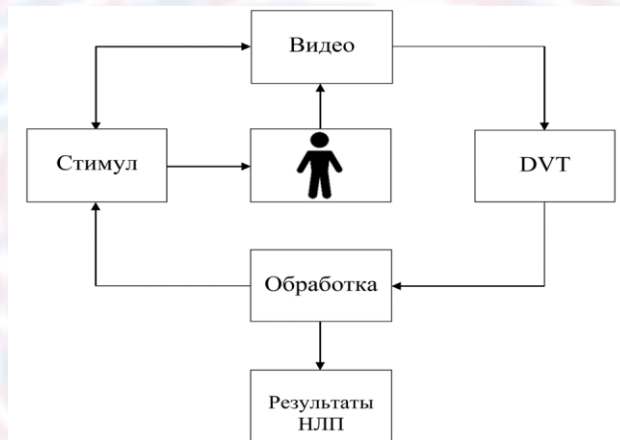 Видео
Стимул
DVT
Обработка
Результаты
НЛП